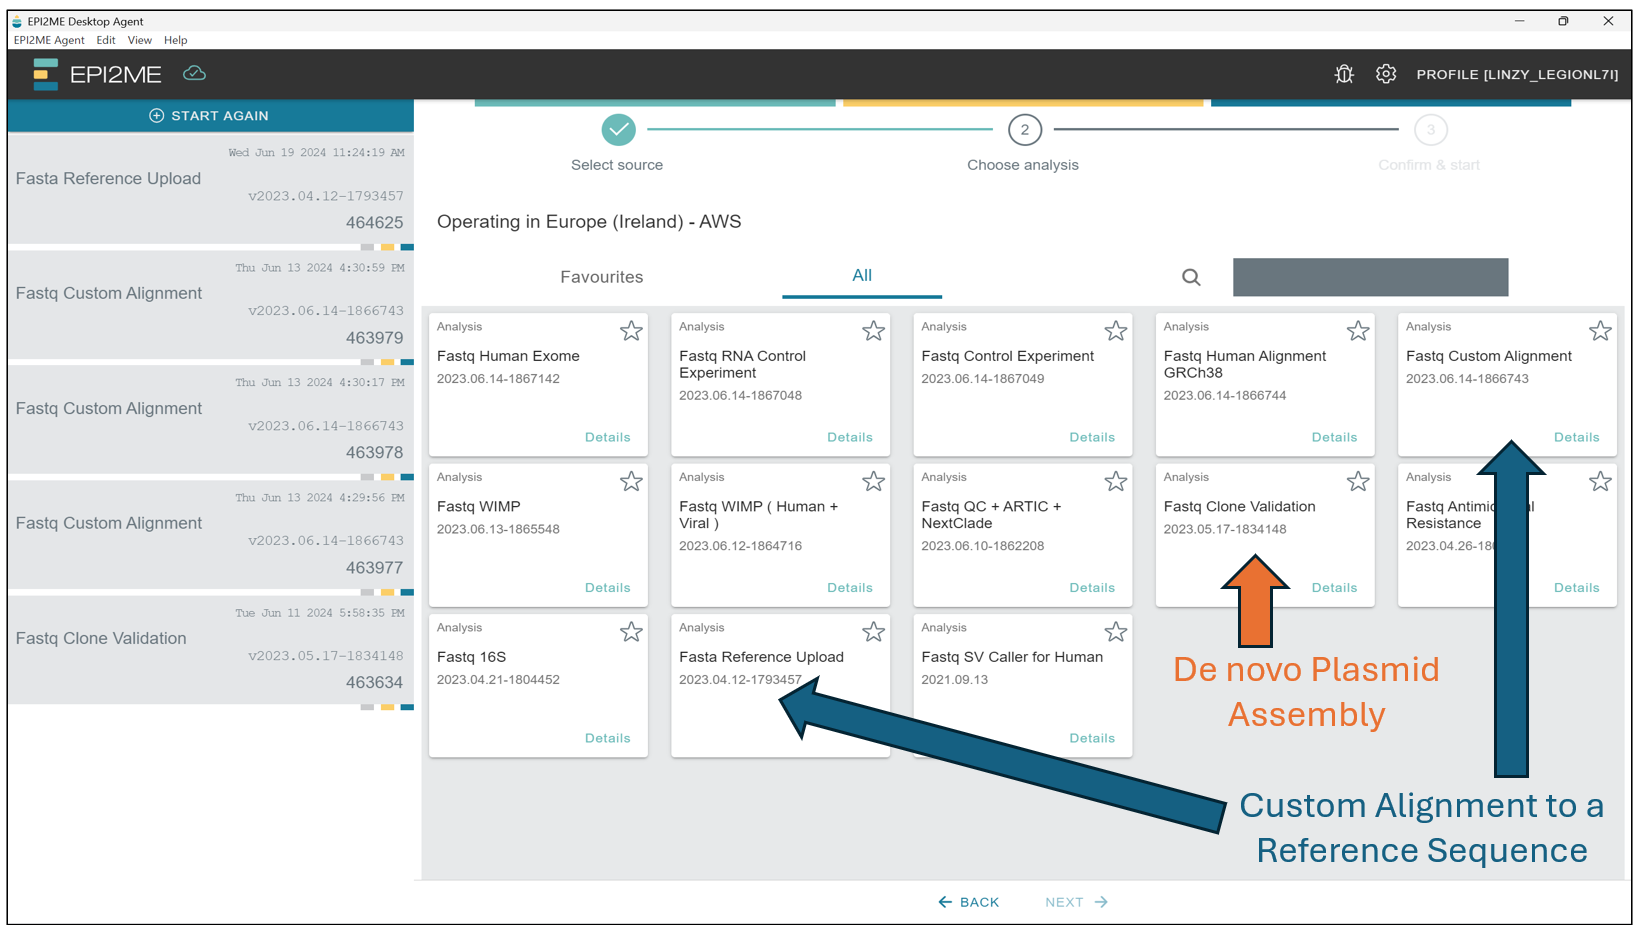 EPI2ME Desktop Agent
EPI2ME Agent Edit View Help
EPI2ME
PROFILE [LINZY_LEGIONL7I]
START AGAIN
Wed Jun 19 2024 11:24:19 AM
Fasta Reference Upload
v2023.04.12-1793457
464625
Thu Jun 13 2024 4:30:59 PM
Fastq Custom Alignment
v2023.06.14-1866743
463979
Thu Jun 13 2024 4:30:17 PM
Fastq Custom Alignment
v2023.06.14-1866743
463978
Thu Jun 13 2024 4:29:56 PM
Fastq Custom Alignment
v2023.06.14-1866743
463977
Tue Jun 11 2024 5:58:35 PM
Fastq Clone Validation
v2023.05.17-1834148
463634
2
3
Select source
Choose analysis
Confirm & start
Operating in Europe (Ireland) - AWS
Favourites
All
Analysis
Fastq Human Exome
2023.06.14-1867142
Details
Analysis
Fastq RNA Control
Experiment
2023.06.14-1867048
Details
Analysis
Fastq Control Experiment
2023.06.14-1867049
Details
Analysis
Fastq Human Alignment
GRCh38
2023.06.14-1866744
Details
Analysis
Fastq Custom Alignment
2023.06.14-1866743
Details
Analysis
Fastq WIMP
2023.06.13-1865548
Details
Analysis
Fastq WIMP ( Human +
Viral )
2023.06.12-1864716
Details
Analysis
Fastq QC + ARTIC +
NextClade
2023.06.10-1862208
Details
Analysis
Fastq Clone Validation
2023.05.17-1834148
Details
Analysis
Fastq
Resistance
Details
Analysis
Fastq 16S
2023.04.21-1804452
Details
Analysis
Fasta Reference Upload
2023.04.12-1793457
Analysis
Fastq SV Caller for Human
2021.09.13
Details
De novo Plasmid
Assembly
Custom Alignment to a
Reference Sequence
BACK
NEXT